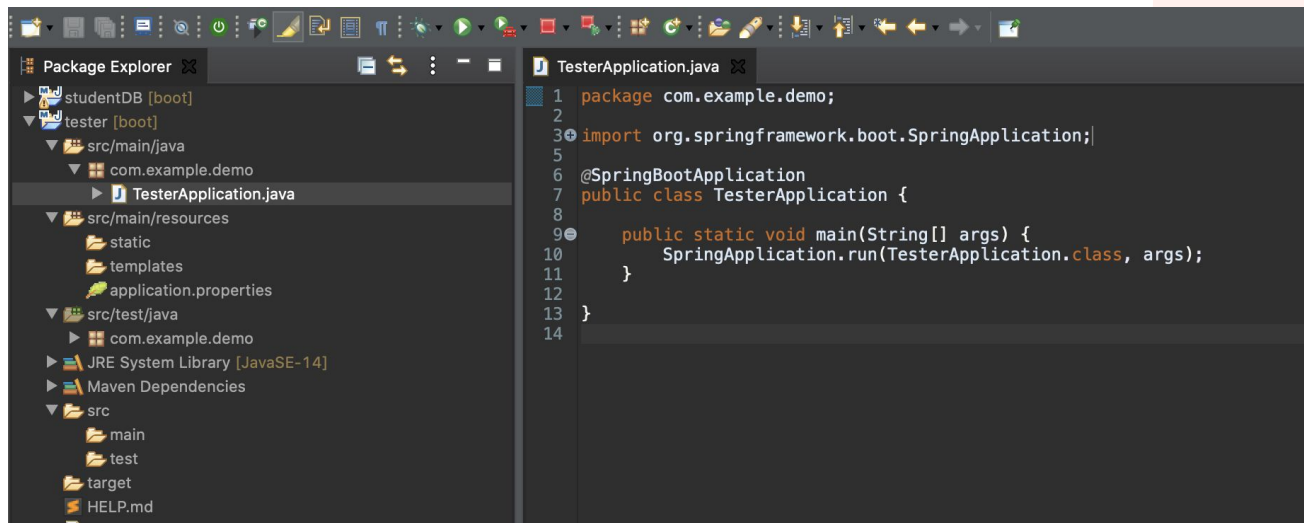 Package Explorer
studentDB [boot]
tester [boot]
src/main/java
com.example.demo
TesterApplication.java
src/main/resources
static
templates
application.properties
src/test/java
com.example.demo
JRE System Library [JavaSE-14]
Maven Dependencies
src
main
test
target
HELP.md
TesterApplication.java
1 package com.example.demo;
2
3 import org.springframework.boot.SpringApplication;
5
6 @SpringBootApplication
7 public class TesterApplication {
8
9 public static void main(String[] args) {
10 SpringApplication.run(TesterApplication.class, args);
11 }
12
13 }
14